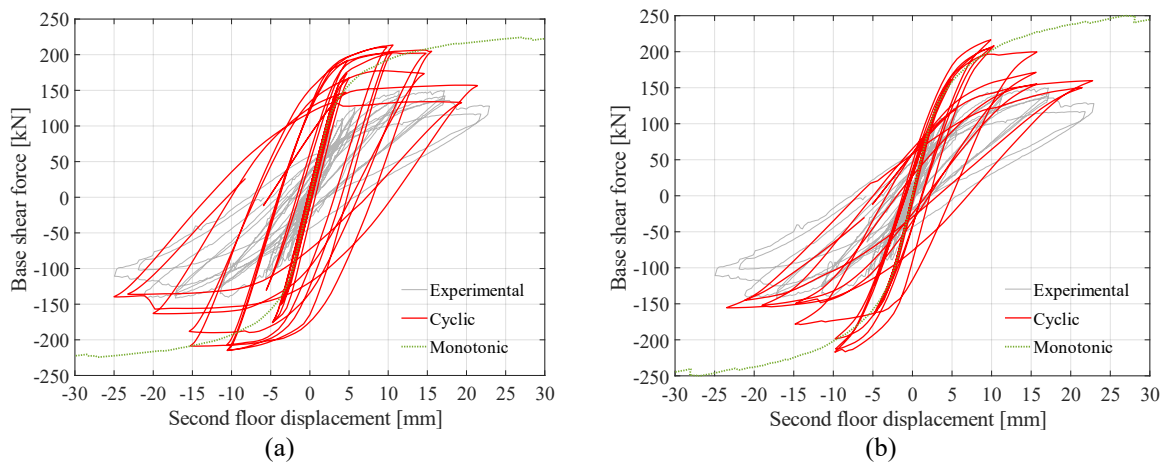 250
200
150
100
50
0
-50
-100
-150
-200
-250
Base shear force [kN]
Experimental
Cyclic
Monotonic
-30 -25 -20 -15 -10 -5 0 5 10 15 20 25 30
Second floor displacement [mm]
(a)
250
200
150
100
50
0
-50
-100
-150
-200
-250
Base shear force [kN]
Experimental
Cyclic
Monotonic
-30 -25 -20 -15 -10 -5 0 5 10 15 20 25 30
Second floor displacement [mm]
(b)